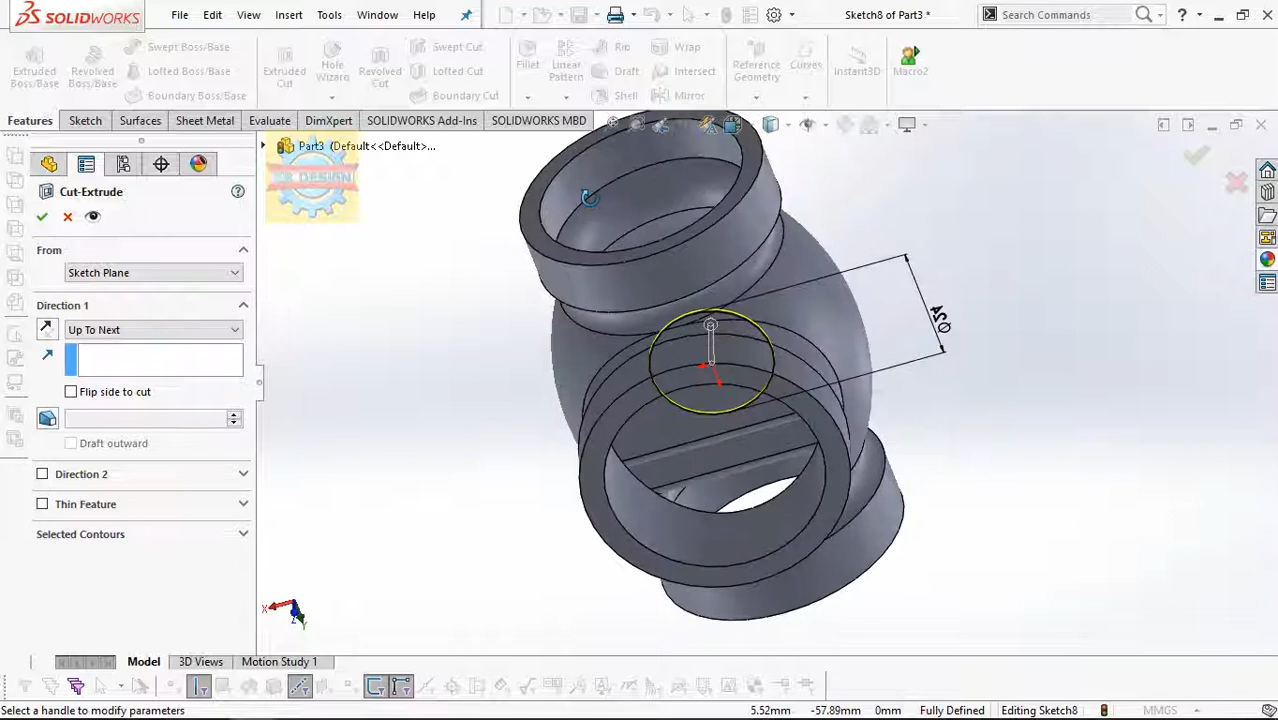 SOLIDWORKS
File Edit View Insert Tools Window Help
Sketch8 of Part3 *
Search Commands
Extruded Boss/Base
Revolved Boss/Base
Swept Boss/Base
Lofted Boss/Base
Boundary Boss/Base
Extruded Cut
Hole Wizard
Revolved Cut
Swept Cut
Lofted Cut
Boundary Cut
Fillet
Linear Pattern
Rib
Draft
Shell
Wrap
Intersect
Mirror
Reference Geometry
Curves
Instant3D
Macro2
Features Sketch Surfaces Sheet Metal Evaluate DimXpert SOLIDWORKS Add-Ins SOLIDWORKS MBD
Part3 (Default<<Default>...
Cut-Extrude
From
Sketch Plane
Direction 1
Up To Next
Flip side to cut
Draft outward
Direction 2
Thin Feature
Selected Contours
Ø24
X
Y
Z
Model 3D Views Motion Study 1
Select a handle to modify parameters
5.52mm -57.89mm 0mm Fully Defined Editing Sketch8 MMGS